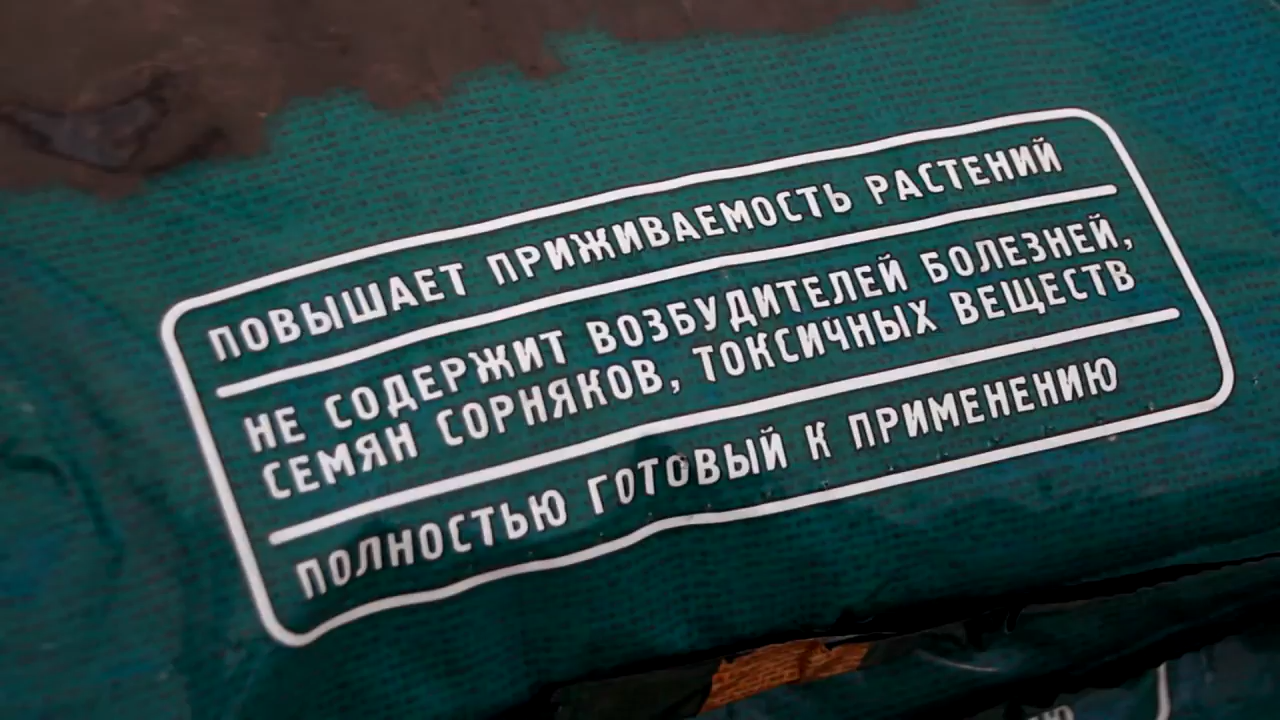 ПОВЫШАЕТ ПРИЖИВАЕМОСТЬ РАСТЕНИЙ
НЕ СОДЕРЖИТ ВОЗБУДИТЕЛЕЙ БОЛЕЗНЕЙ,
СЕМЯН СОРНЯКОВ, ТОКСИЧНЫХ ВЕЩЕСТВ
ПОЛНОСТЬЮ ГОТОВЫЙ К ПРИМЕНЕНИЮ